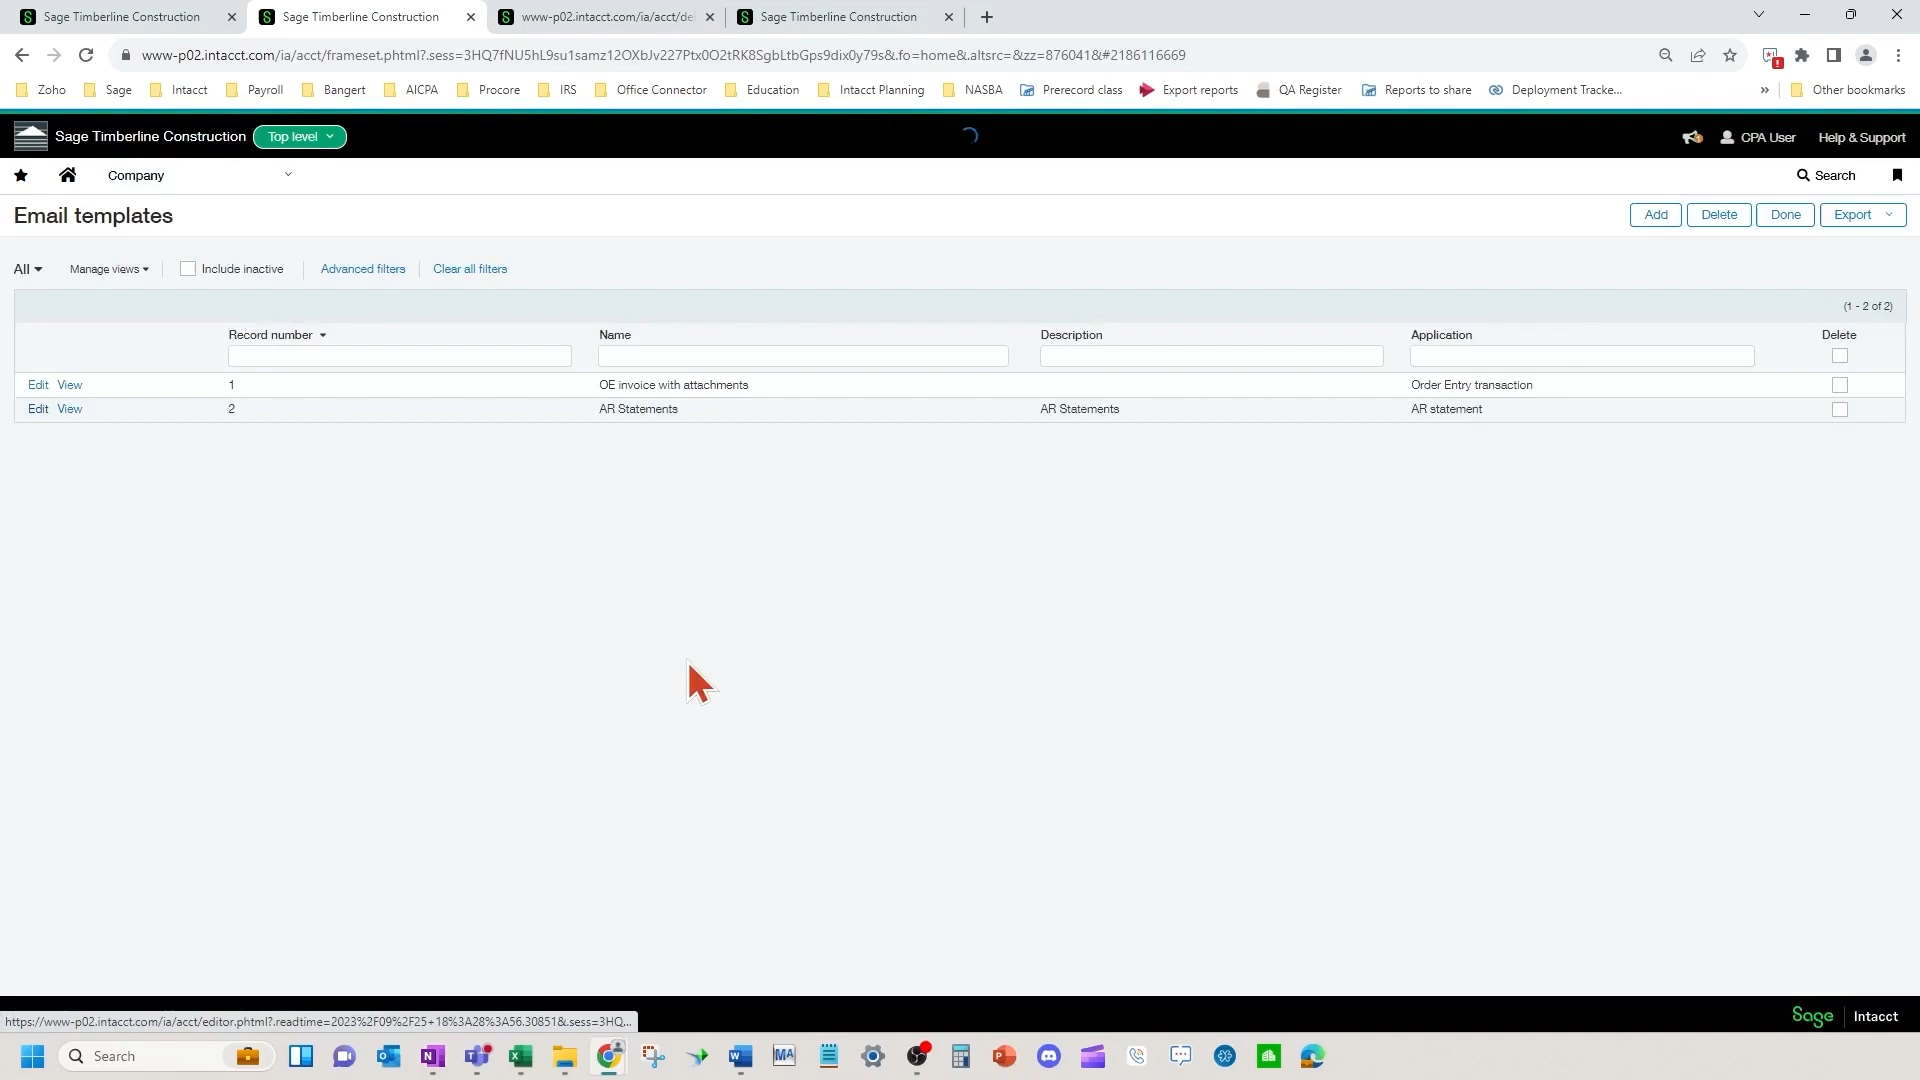 Sage Timberline Construction
Sage Timberline Construction
www-p02.intacct.com/ia/acct/de
Sage Timberline Construction
www-p02.intacct.com/ia/acct/frameset.phtml?.sess=3HQ7fNU5hL9su1samz12OXbJv227Ptx0O2tRK8SgbLtbGps9dix0y79s&.fo=home&.altsrc=&zz=876041&#2186116669
Zoho
Sage
Intacct
Payroll
Bangert
AICPA
Procore
IRS
Office Connector
Education
Intacct Planning
NASBA
Prerecord class
Export reports
QA Register
Reports to share
Deployment Tracke...
Other bookmarks
Sage Timberline Construction
Top level
CPA User
Help & Support
Company
Search
Email templates
Add
Delete
Done
Export
All
Manage views
Include inactive
Advanced filters
Clear all filters
(1 - 2 of 2)
Record number
Name
Description
Application
Delete
Edit View 1 OE invoice with attachments Order Entry transaction
Edit View 2 AR Statements AR Statements AR statement
Sage Intacct
https://www-p02.intacct.com/ia/acct/editor.phtml?.readtime=2023%2F09%2F25+18%3A28%3A56.30851&.sess=3HQ...
Search